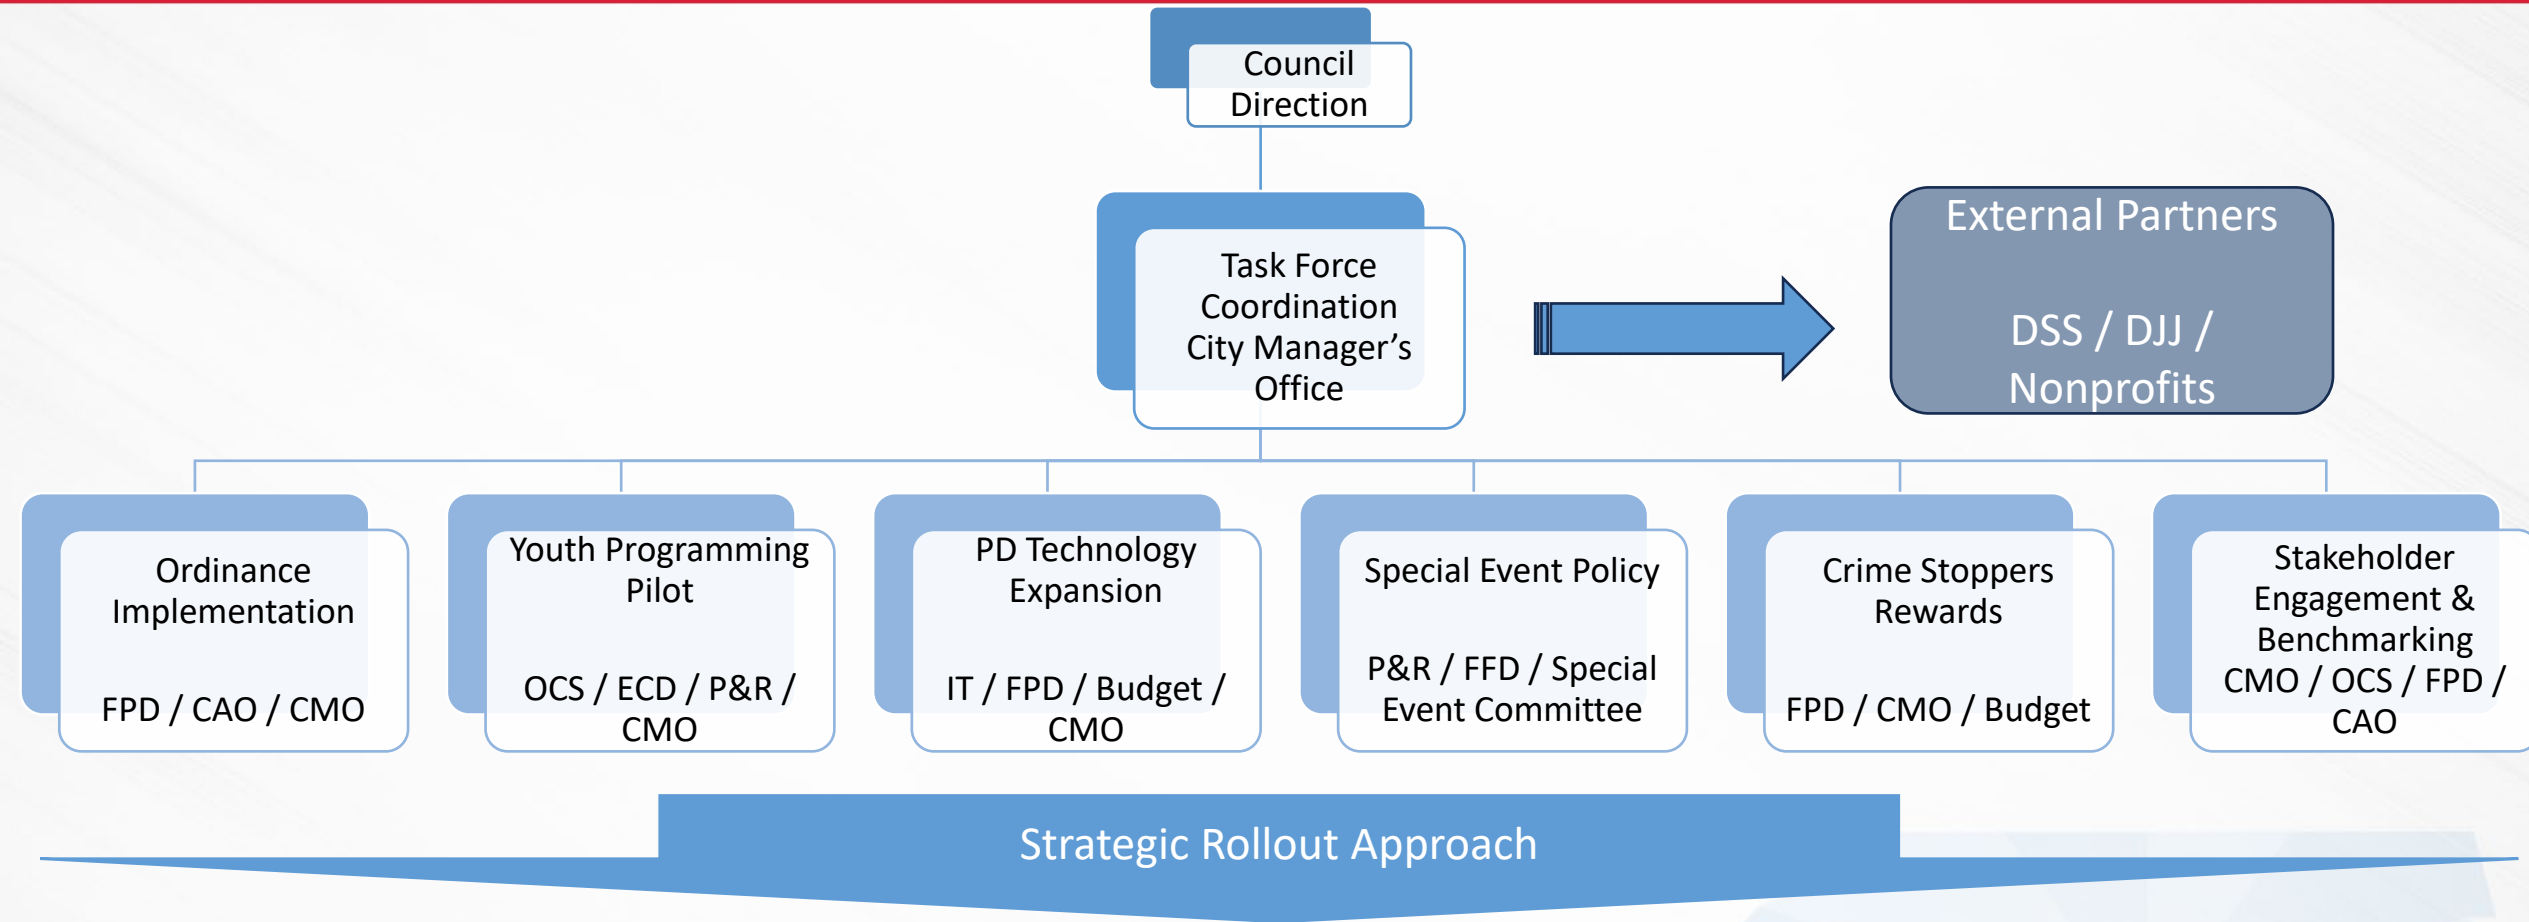 Council
Direction
Task Force
Coordination
City Manager’s
Office
External Partners
DSS / DJJ /
Nonprofits
Ordinance
Implementation
FPD / CAO / CMO
Youth Programming
Pilot
OCS / ECD / P&R /
CMO
PD Technology
Expansion
IT / FPD / Budget /
CMO
Special Event Policy
P&R / FFD / Special
Event Committee
Crime Stoppers
Rewards
FPD / CMO / Budget
Stakeholder
Engagement &
Benchmarking
CMO / OCS / FPD /
CAO
Strategic Rollout Approach